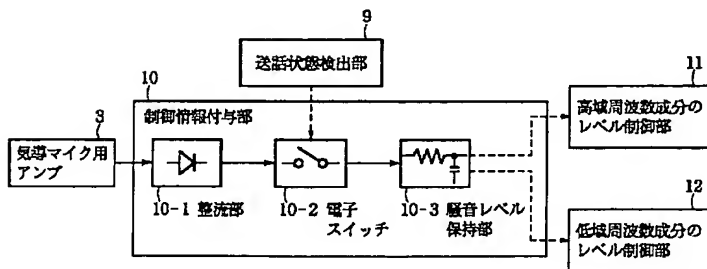 9
送話状態検出部
10
制御情報付与部
3
気導マイク用
アンプ
10-1 整流部
10-2 電子
スイッチ
10-3 騒音レベル
保持部
11
高域周波数成分の
レベル制御部
12
低域周波数成分の
レベル制御部